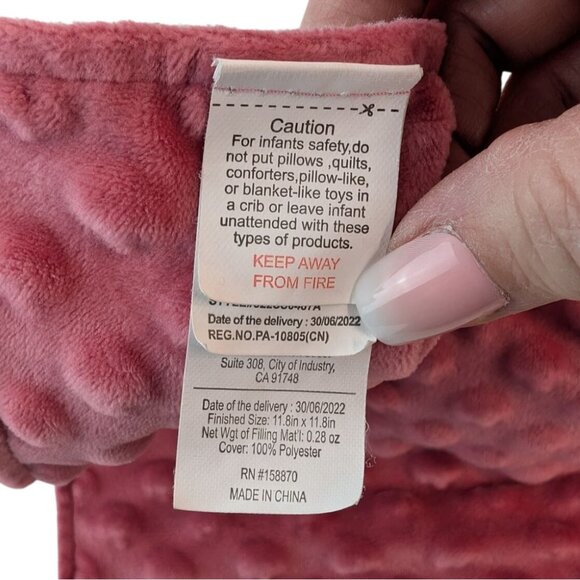 Caution
For infants safety,do
not put pillows ,quilts,
conforters,pillow-like,
or blanket-like toys in
a crib or leave infant
unattended with these
types of products.
KEEP AWAY
FROM FIRE
Date of the delivery : 30/06/2022
REG.NO.PA-10805(CN)
Suite 308, City of Industry,
CA 91748
Date of the delivery : 30/06/2022
Finished Size: 11.8in x 11.8in
Net Wgt of Filling Mat'l: 0.28 oz
Cover: 100% Polyester
RN #158870
MADE IN CHINA